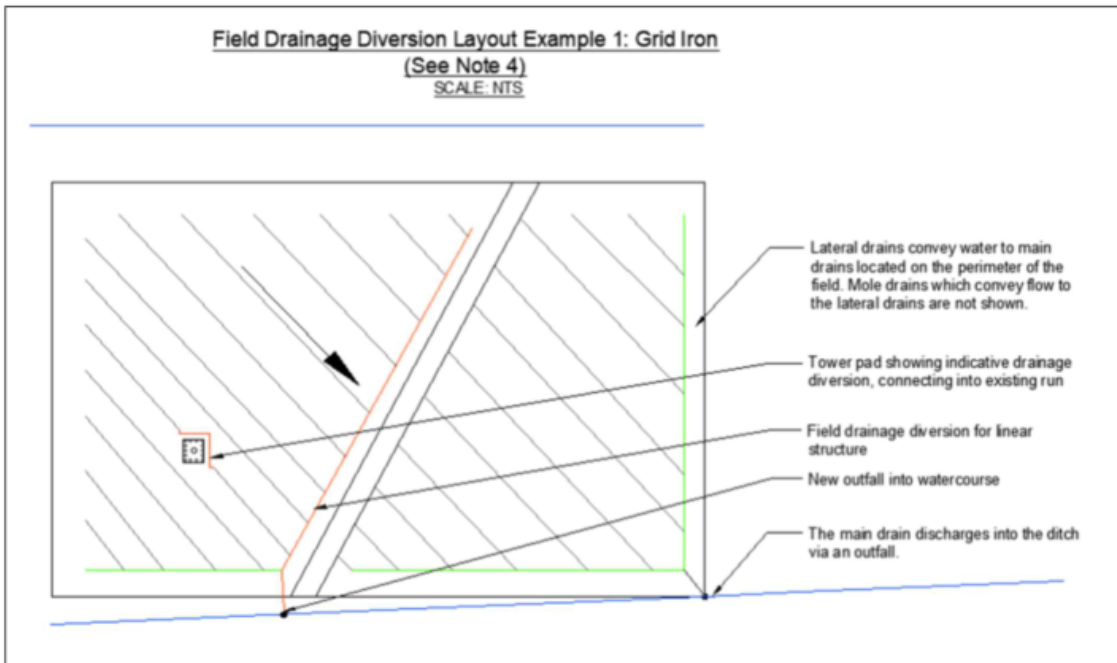 Field Drainage Diversion Layout Example 1: Grid Iron
(See Note 4)
SCALE: NTS
Lateral drains convey water to main
drains located on the perimeter of the
field. Mole drains which convey flow to
the lateral drains are not shown.
Tower pad showing indicative drainage
diversion, connecting into existing run
Field drainage diversion for linear
structure
New outfall into watercourse
The main drain discharges into the ditch
via an outfall.